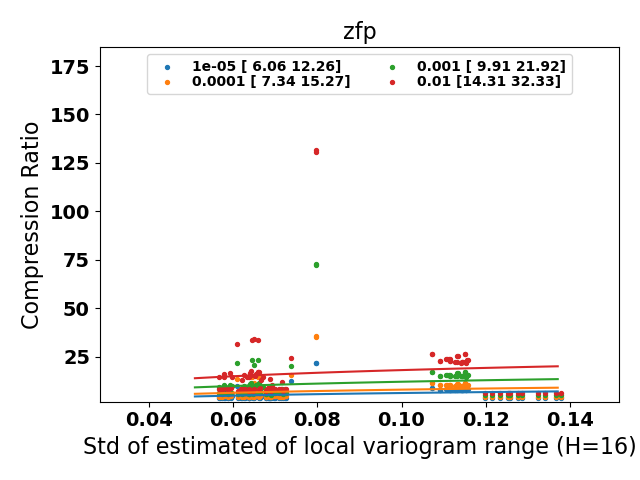 zfp
1e-05 [ 6.06 12.26]
0.0001 [ 7.34 15.27]
0.001 [ 9.91 21.92]
0.01 [14.31 32.33]
Compression Ratio
175
150
125
100
75
50
25
0.04 0.06 0.08 0.10 0.12 0.14
Std of estimated of local variogram range (H=16)